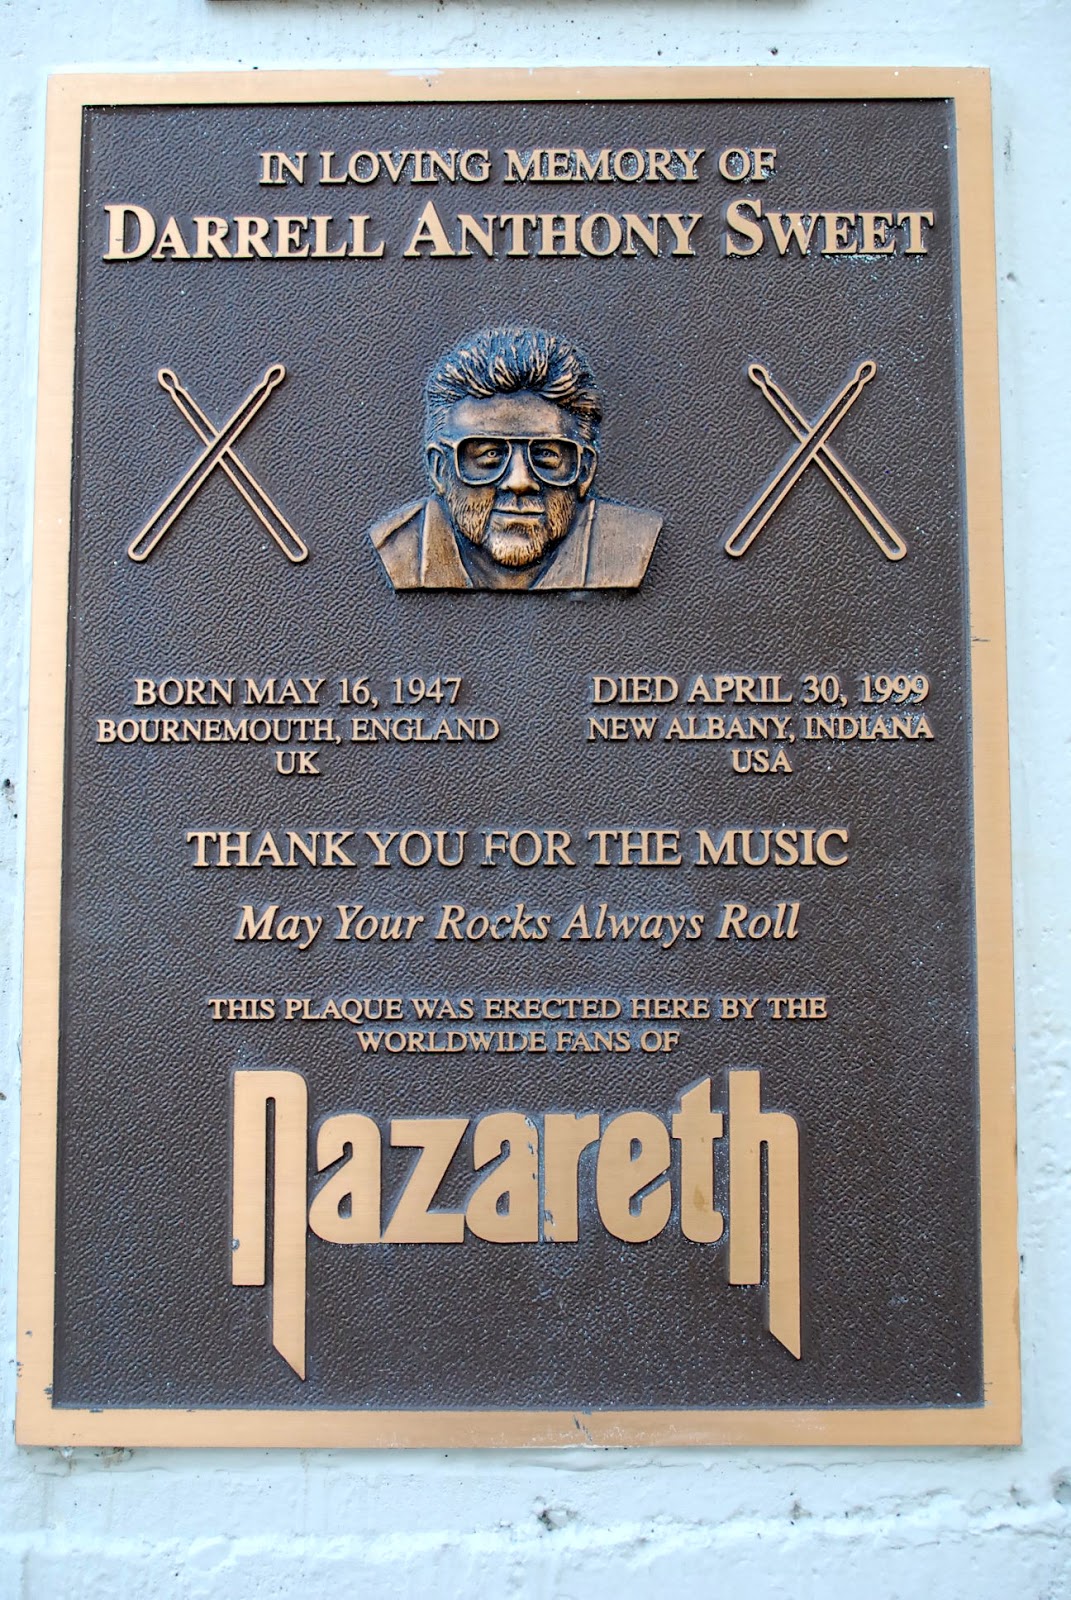 IN LOVING MEMORY OF
DARRELL ANTHONY SWEET
BORN MAY 16, 1947
BOURNEMOUTH, ENGLAND
UK
DIED APRIL 30, 1999
NEW ALBANY, INDIANA
USA
THANK YOU FOR THE MUSIC
May Your Rocks Always Roll
THIS PLAQUE WAS ERECTED HERE BY THE
WORLDWIDE FANS OF
nazareth